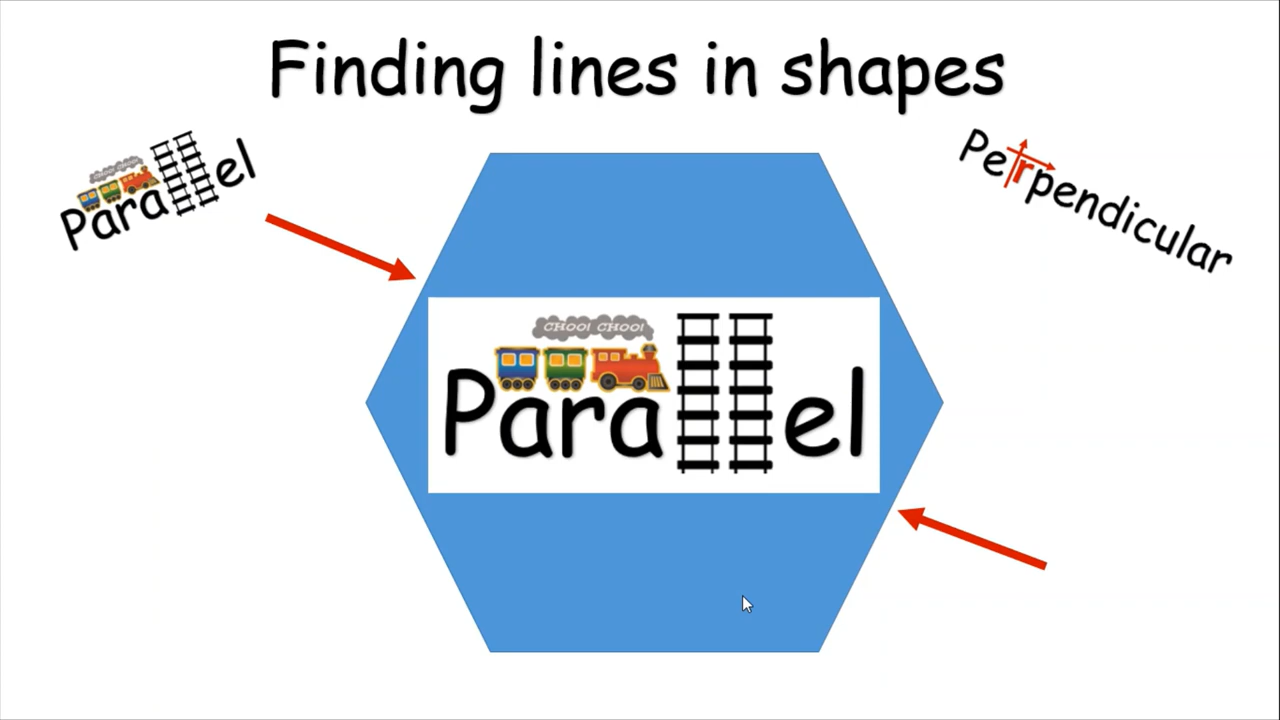 Finding lines in shapes
Parallel
Perpendicular
CHOO! CHOO!
Parallel